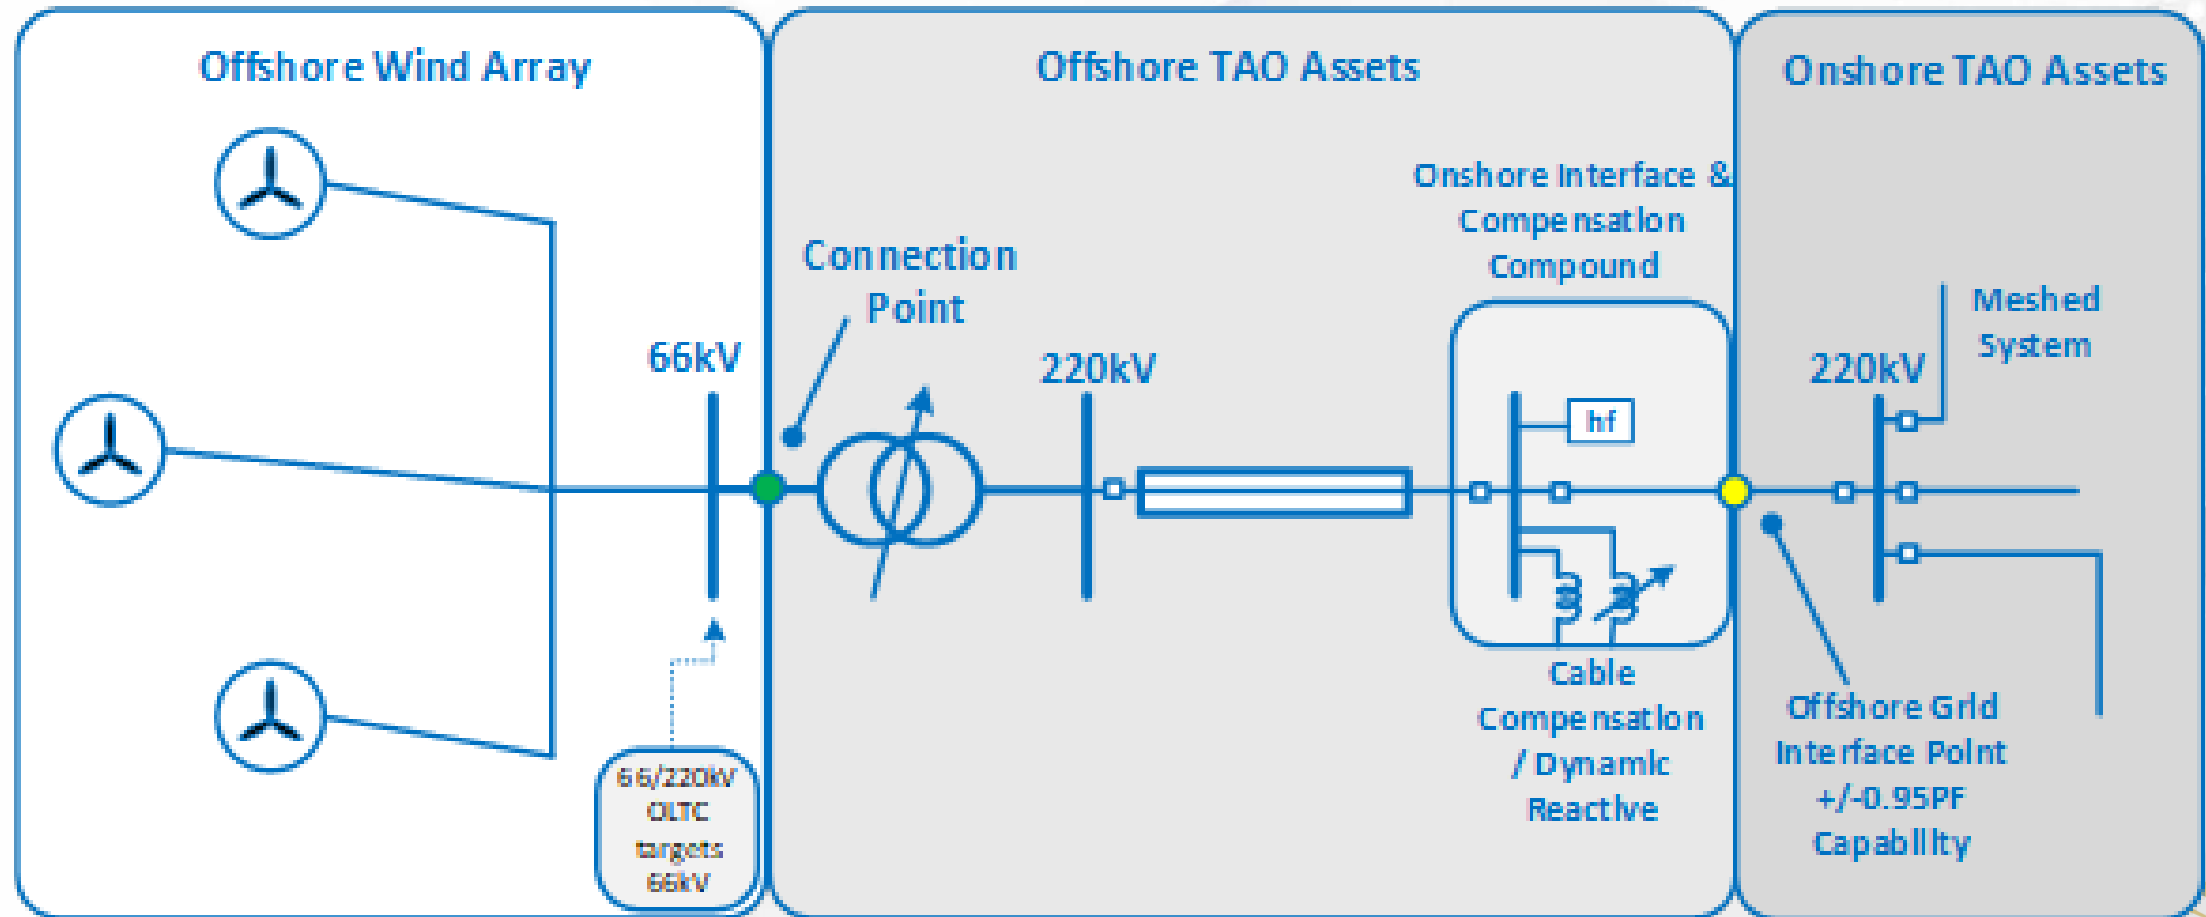 Offshore Wind Array
Offshore TAO Assets
Onshore TAO Assets
Onshore Interface &
Compensation
Compound
Connection
Point
Meshed
System
66kV
220kV
220kV
hf
66/220kV
OLTC
targets
66kV
Cable
Compensation
/ Dynamic
Reactive
Offshore Grid
Interface Point
+/-0.95PF
Capability